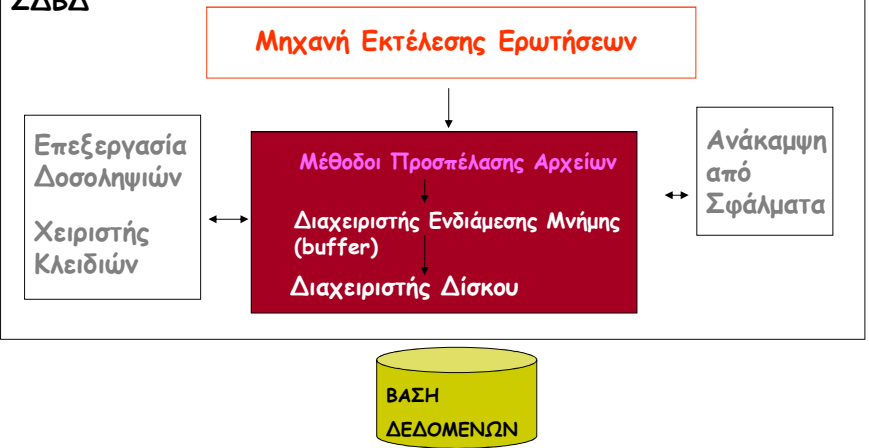 ΣΔΒΔ
Μηχανή Εκτέλεσης Ερωτήσεων
Επεξεργασία
Δοσοληψιών
Χειριστής
Κλειδιών
Μέθοδοι Προσπέλασης Αρχείων
Διαχειριστής Ενδιάμεσης Μνήμης
(buffer)
Διαχειριστής Δίσκου
Ανάκαμψη
από
Σφάλματα
ΒΑΣΗ
ΔΕΔΟΜΕΝΩΝ